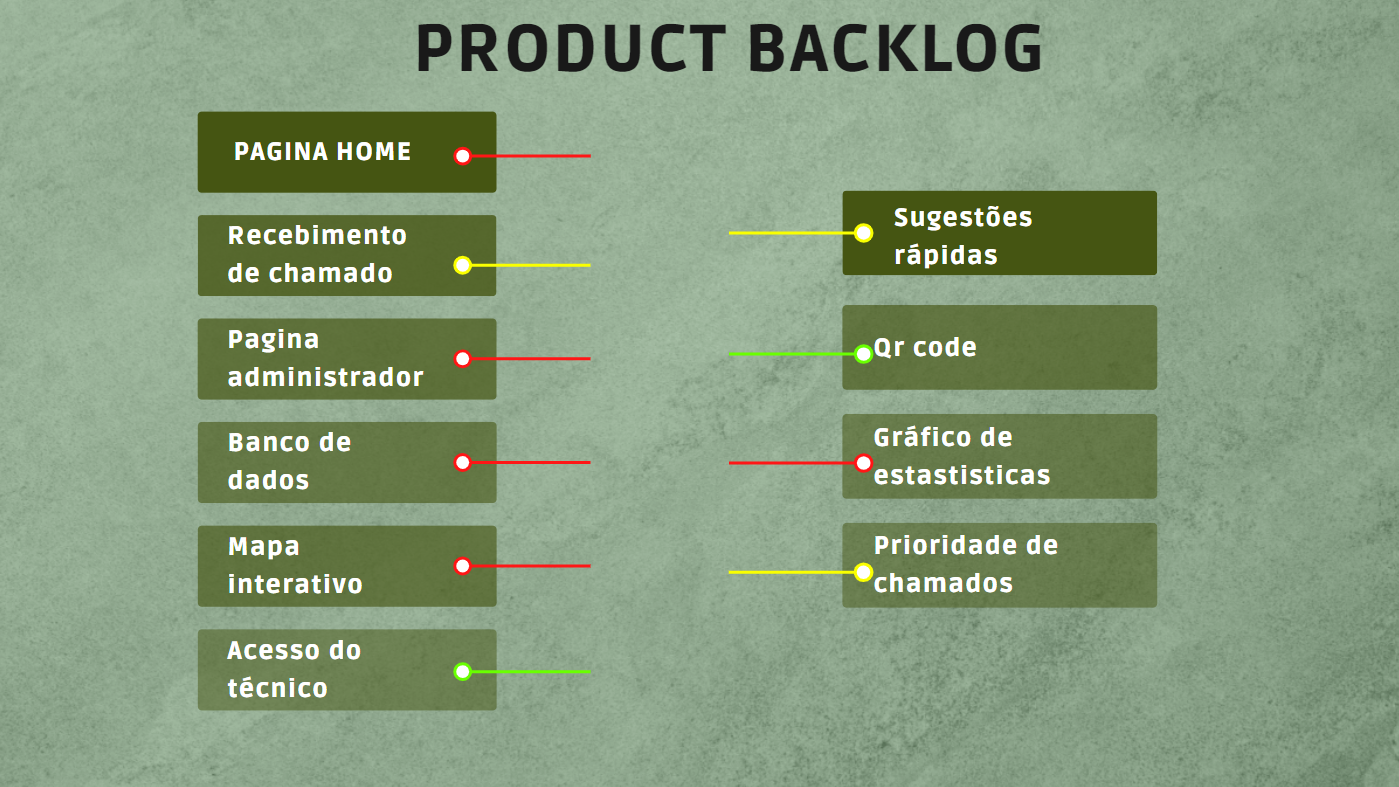 PRODUCT BACKLOG
PAGINA HOME
Recebimento
de chamado
Pagina
administrador
Banco de
dados
Mapa
interativo
Acesso do
técnico
Sugestões
rápidas
Qr code
Gráfico de
estastisticas
Prioridade de
chamados